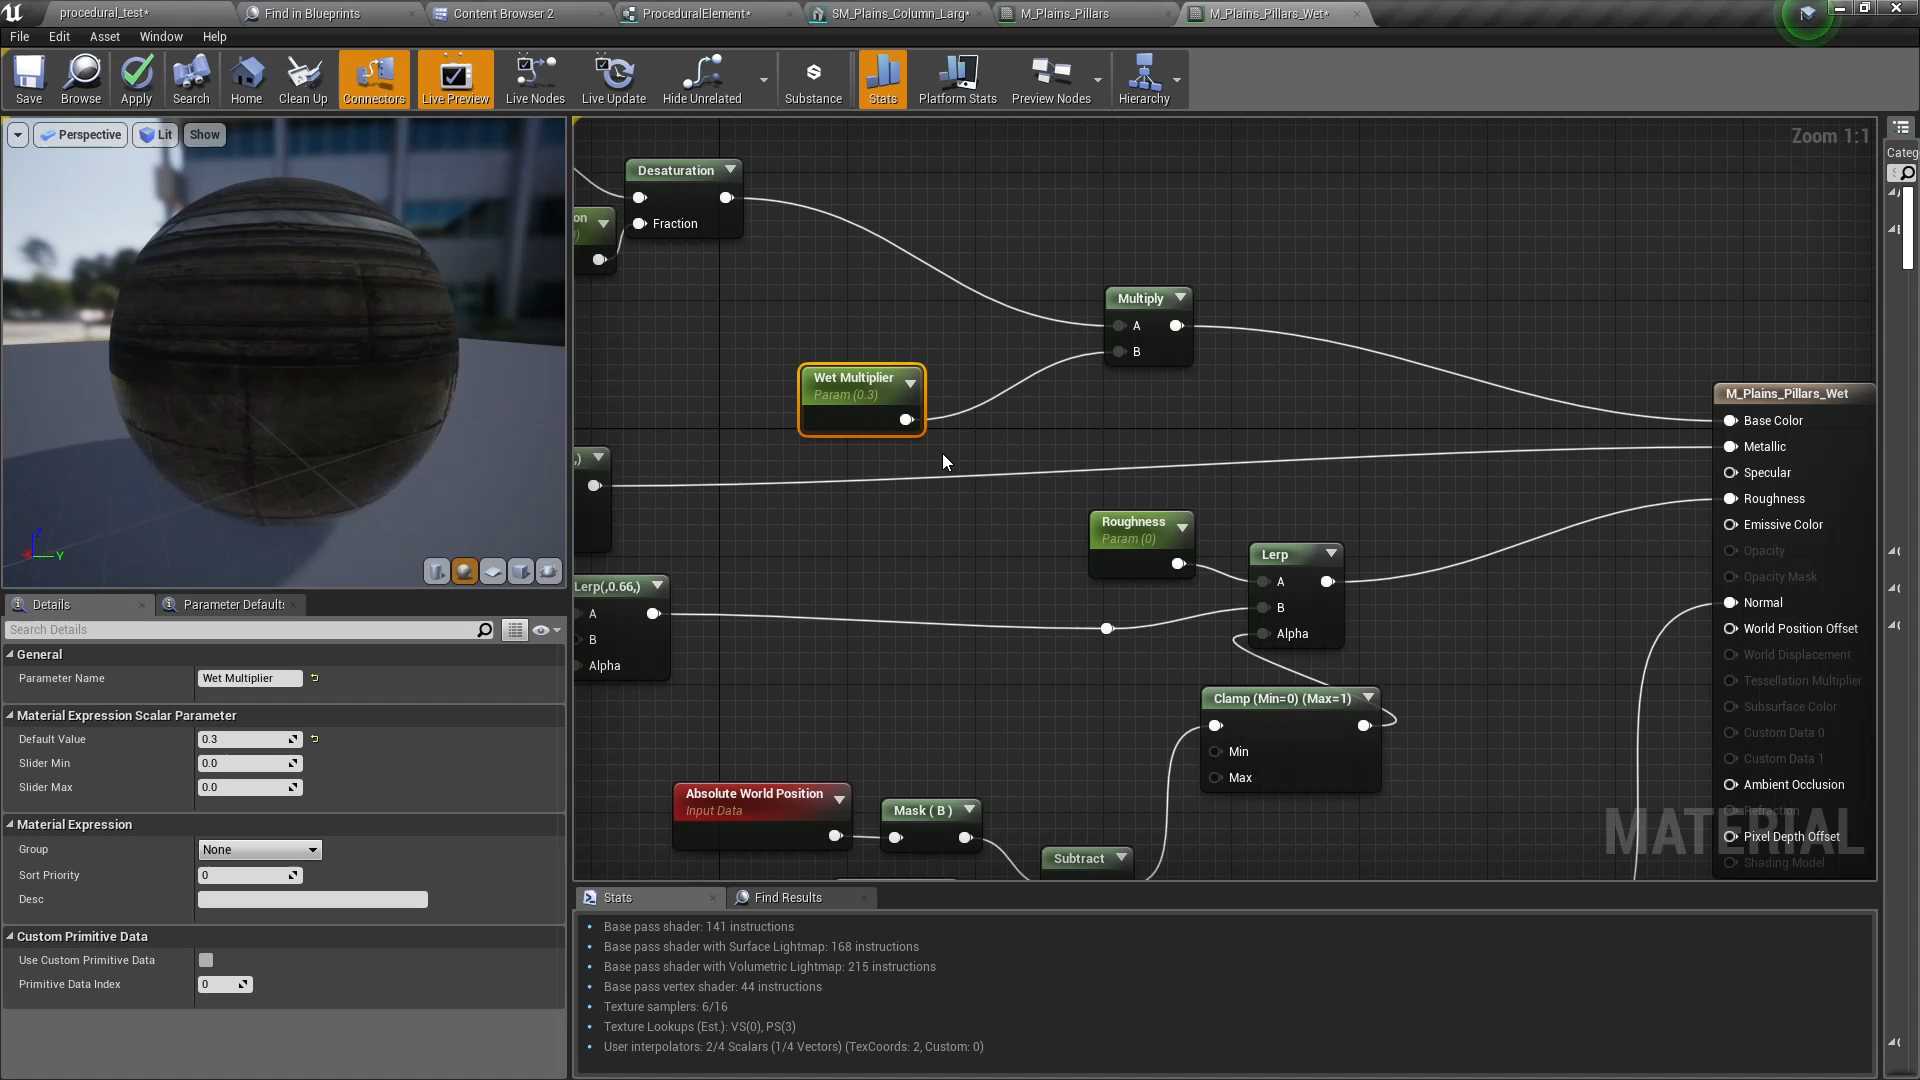 procedural_test*
Find in Blueprints
Content Browser 2
ProceduralElement*
SM_Plains_Column_Larg*
M_Plains_Pillars
M_Plains_Pillars_Wet*
File Edit Asset Window Help
Save
Browse
Apply
Search
Home
Clean Up
Connectors
Live Preview
Live Nodes
Live Update
Hide Unrelated
Substance
Stats
Platform Stats
Preview Nodes
Hierarchy
Perspective
Lit
Show
Z
Y
Zoom 1:1
Categ
Desaturation
Fraction
on
Multiply
A
B
Wet Multiplier
Param (0.3)
Roughness
Param (0)
Lerp
A
B
Alpha
Lerp(,0.66,)
A
B
Alpha
Clamp (Min=0) (Max=1)
Min
Max
Absolute World Position
Input Data
Mask ( B )
Subtract
M_Plains_Pillars_Wet
Base Color
Metallic
Specular
Roughness
Emissive Color
Opacity
Opacity Mask
Normal
World Position Offset
World Displacement
Tessellation Multiplier
Subsurface Color
Custom Data 0
Custom Data 1
Ambient Occlusion
Refraction
Pixel Depth Offset
Shading Model
MATERIAL
Details
Parameter Default
Search Details
General
Parameter Name Wet Multiplier
Material Expression Scalar Parameter
Default Value 0.3
Slider Min 0.0
Slider Max 0.0
Material Expression
Group None
Sort Priority 0
Desc
Custom Primitive Data
Use Custom Primitive Data
Primitive Data Index 0
Stats
Find Results
Base pass shader: 141 instructions
Base pass shader with Surface Lightmap: 168 instructions
Base pass shader with Volumetric Lightmap: 215 instructions
Base pass vertex shader: 44 instructions
Texture samplers: 6/16
Texture Lookups (Est.): VS(0), PS(3)
User interpolators: 2/4 Scalars (1/4 Vectors) (TexCoords: 2, Custom: 0)